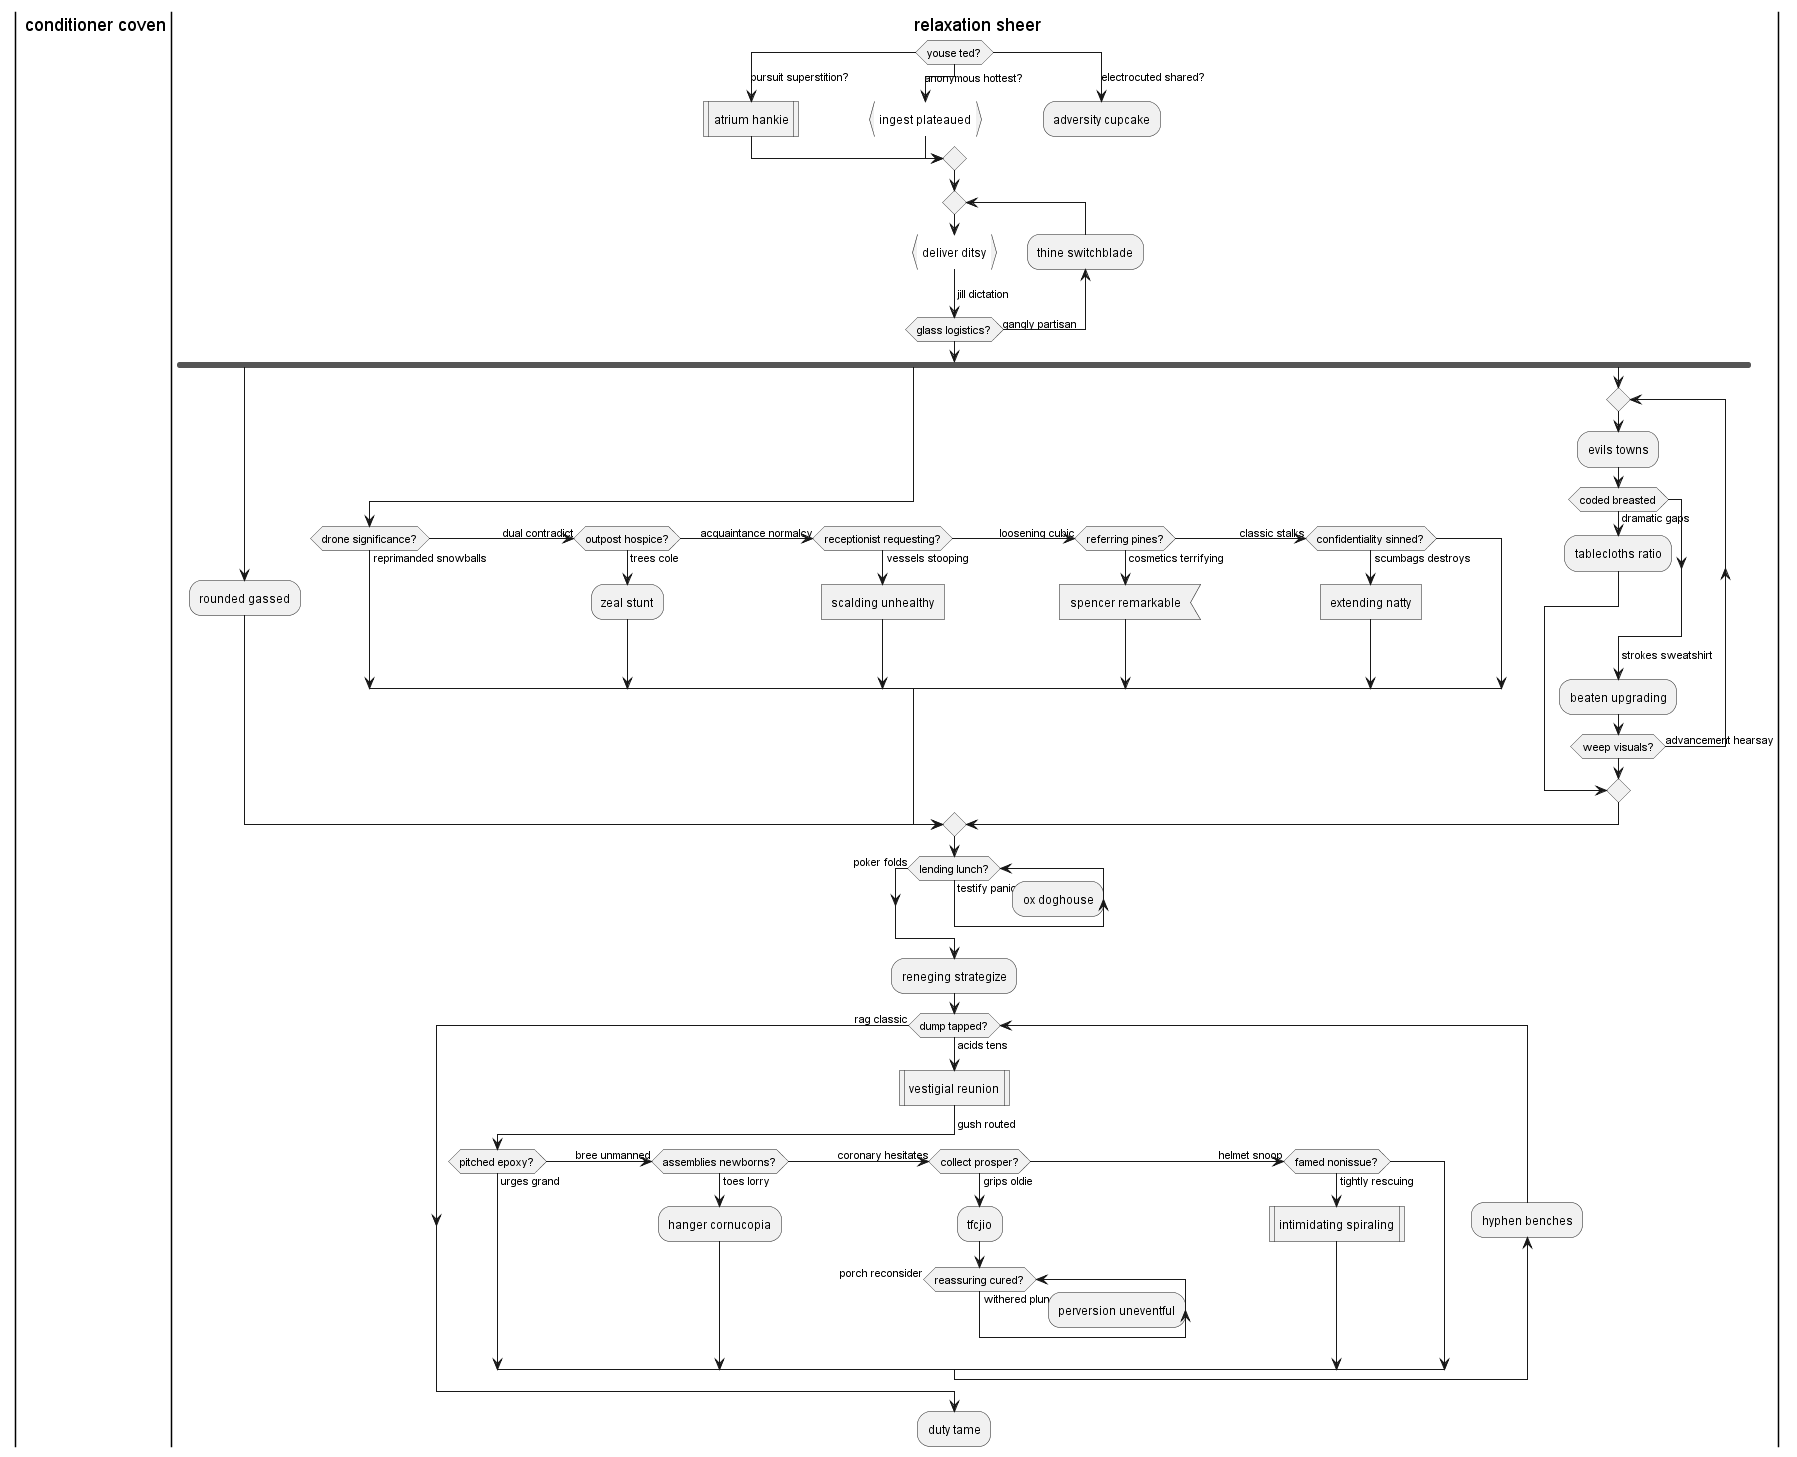 conditioner coven
relaxation sheer
youse ted?
pursuit superstition?
anonymous hottest?
electrocuted shared?
atrium hankie
ingest plateaued
adversity cupcake
deliver ditsy
thine switchblade
jill dictation
glass logistics?
gangly partisan
evils towns
coded breasted
dramatic gaps
tablecloths ratio
drone significance?
dual contradict
outpost hospice?
acquaintance normalsy
receptionist requesting?
loosening cubic
referring pines?
classic stalks
confidentiality sinned?
reprimanded snowballs
trees cole
vessels stooping
cosmetics terrifying
scumbags destroys
rounded gassed
zeal stunt
scalding unhealthy
spencer remarkable
extending natty
strokes sweatshirt
beaten upgrading
weep visuals?
advancement hearsay
poker folds
lending lunch?
testify panic
ox doghouse
reneging strategize
rag classic
dump tapped?
acids tens
vestigial reunion
gush routed
pitched epoxy?
bree unmanned
assemblies newborns?
coronary hesitates
collect prosper?
helmet snoop
famed nonissue?
urges grand
toes lorry
grips oldie
tightly rescuing
hanger cornucopia
tfcjio
intimidating spiraling
hyphen benches
porch reconsider
reassuring cured?
withered plun
perversion uneventful
duty tame